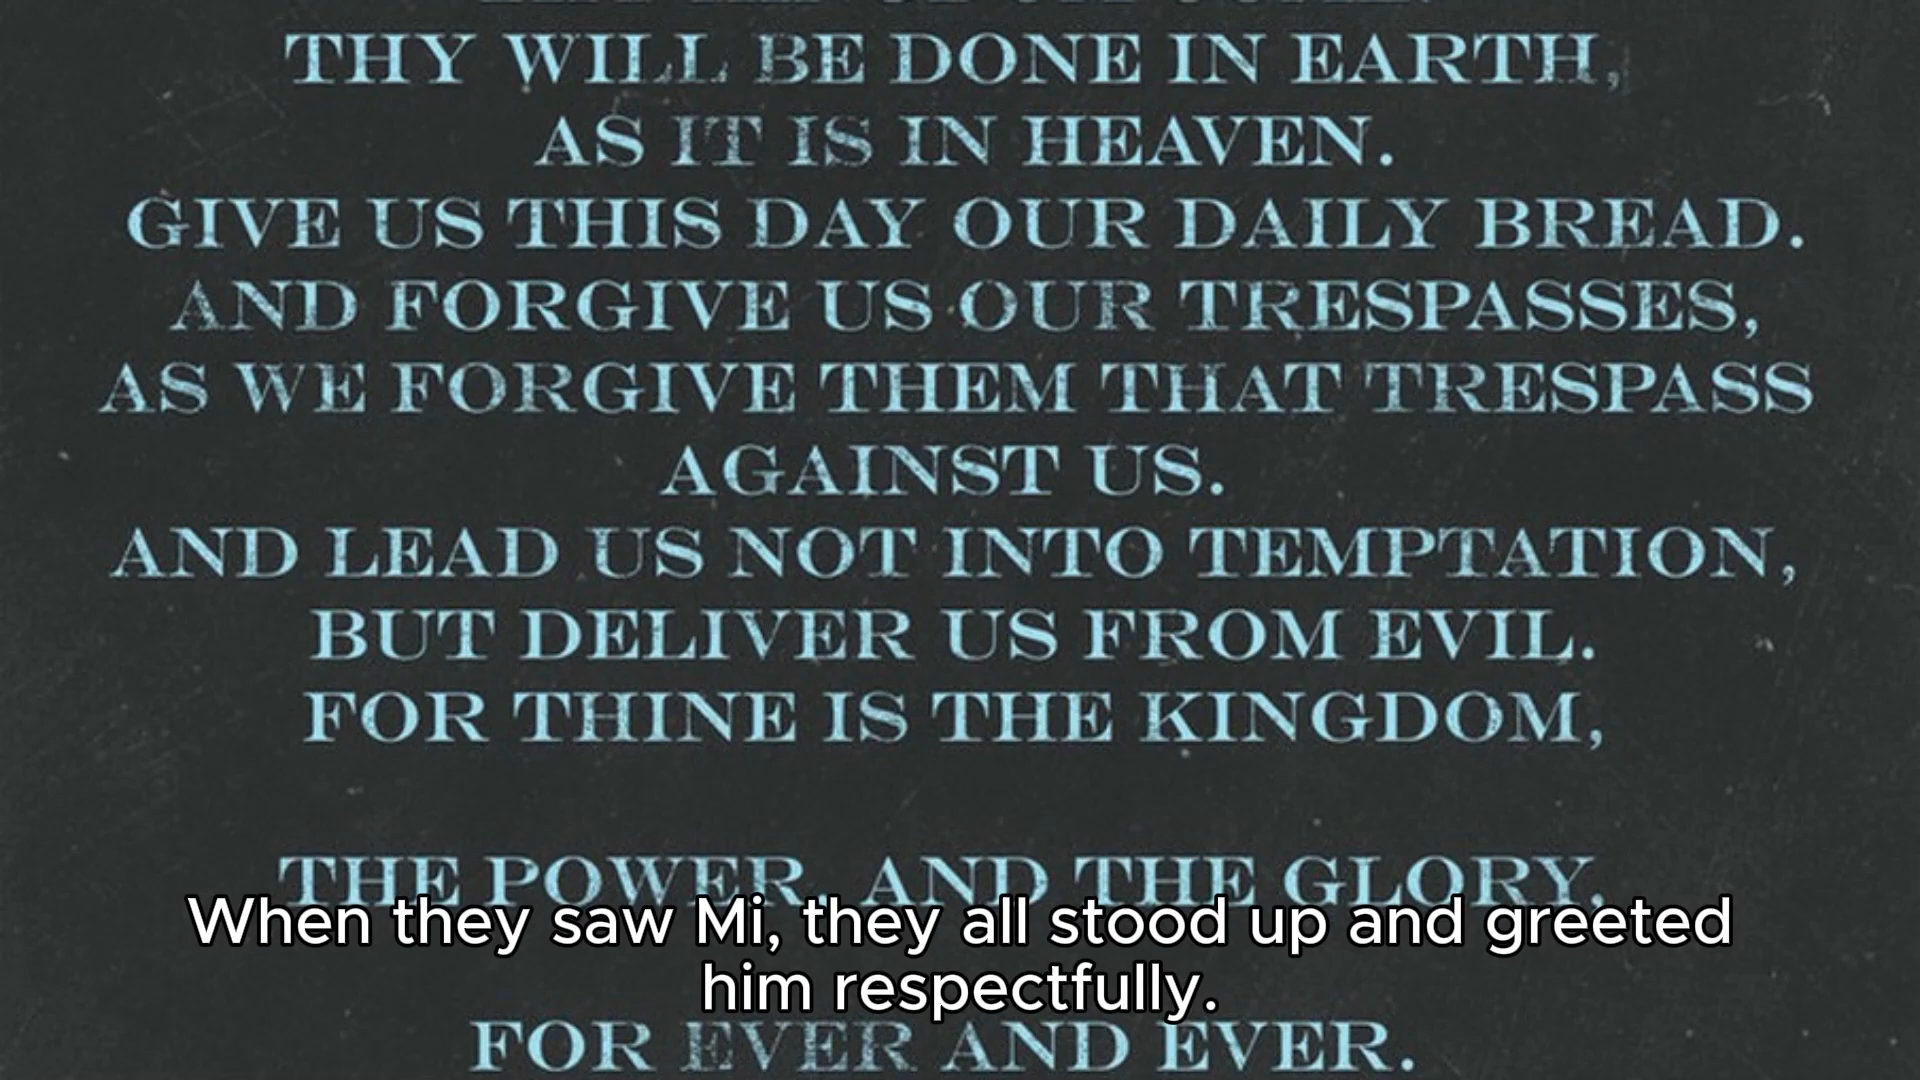 THY WILL BE DONE IN EARTH,
AS IT IS IN HEAVEN.
GIVE US THIS DAY OUR DAILY BREAD.
AND FORGIVE US OUR TRESPASSES,
AS WE FORGIVE THEM THAT TRESPASS
AGAINST US.
AND LEAD US NOT INTO TEMPTATION,
BUT DELIVER US FROM EVIL.
FOR THINE IS THE KINGDOM,
THE POWER, AND THE GLORY,
When they saw Mi, they all stood up and greeted
him respectfully.
FOR EVER AND EVER.